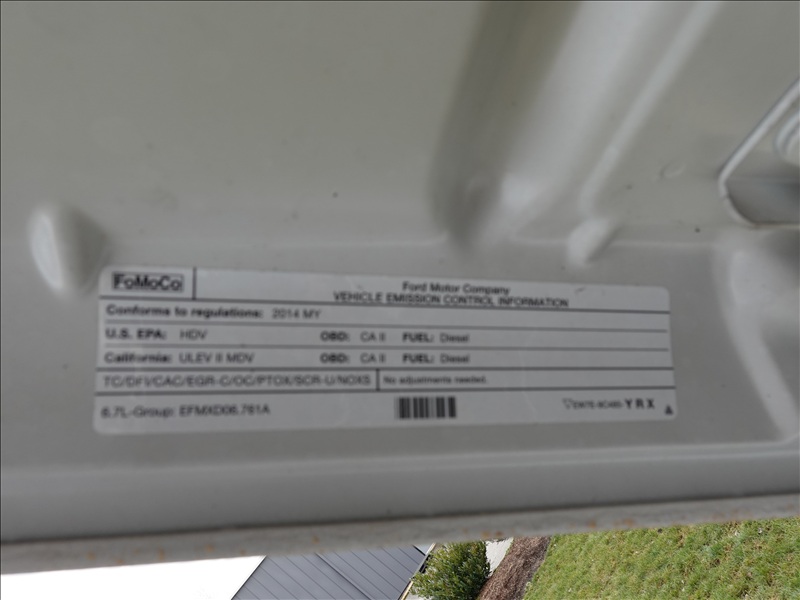 FoMoCo
Ford Motor Company
VEHICLE EMISSION CONTROL INFORMATION
Conforms to regulations: 2014 MY
U.S. EPA: HDV OBD: CA II FUEL: Diesel
California: ULEV II MDV OBD: CA II FUEL: Diesel
TC/DFI/CAC/EGR-C/OC/PTOX/SCR-U/NOXS No adjustments needed.
6.7L-Group: EFMXD06.761A YRX